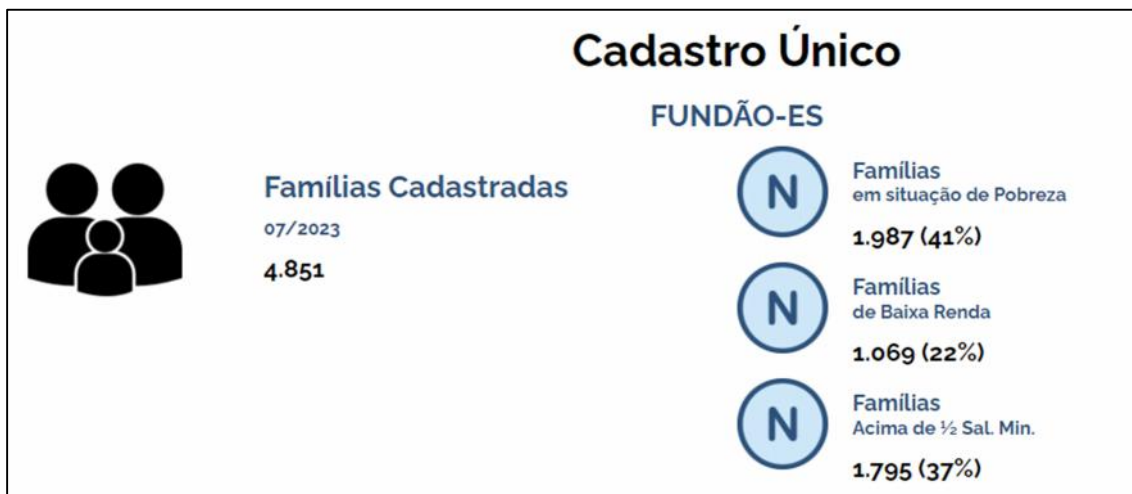 Cadastro Único
FUNDÃO-ES
Famílias Cadastradas
07/2023
4.851
N
Famílias
em situação de Pobreza
1.987 (41%)
N
Famílias
de Baixa Renda
1.069 (22%)
N
Famílias
Acima de ½ Sal. Min.
1.795 (37%)